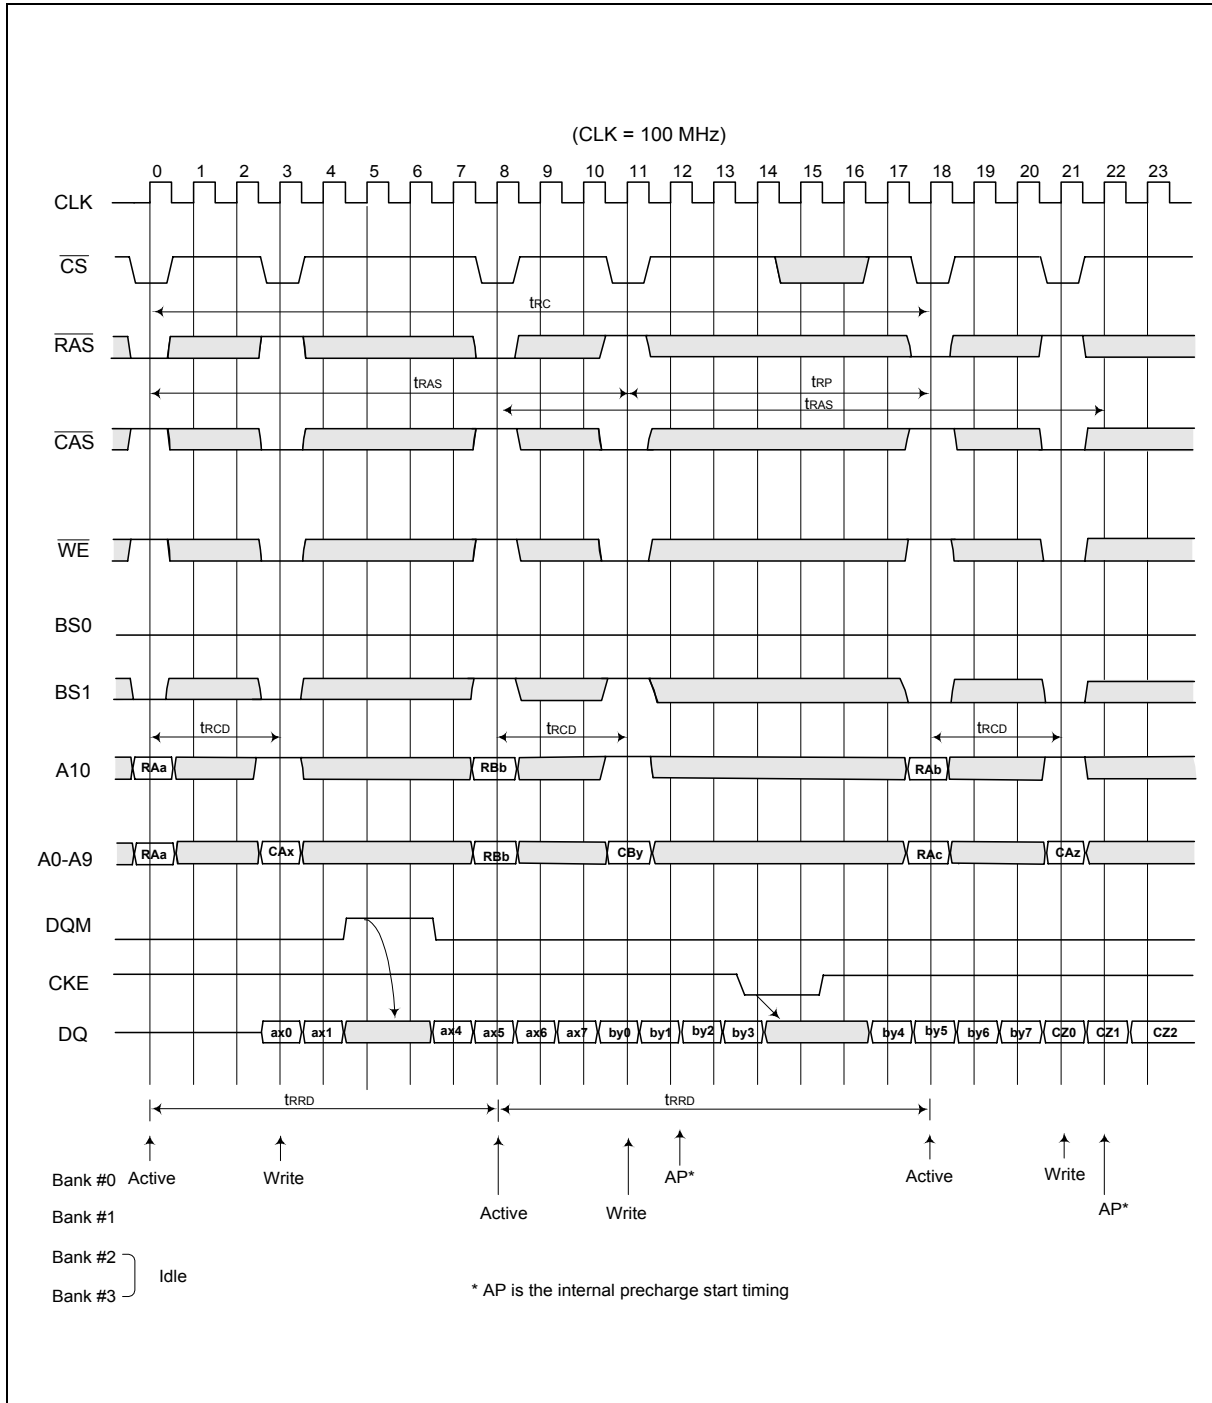 (CLK = 100 MHz)
0 1 2 3 4 5 6 7 8 9 10 11 12 13 14 15 16 17 18 19 20 21 22 23
CLK
CS
tRC
RAS
tRAS tRP
tRAS
CAS
WE
BS0
BS1
tRCD tRCD tRCD
A10 RAa RBb RAb
A0-A9 RAa CAx RBb CBy RAc CAz
DQM
CKE
DQ ax0 ax1 ax4 ax5 ax6 ax7 by0 by1 by2 by3 by4 by5 by6 by7 CZ0 CZ1 CZ2
tRRD tRRD
Bank #0 Active Write AP* Active Write
Bank #1 Active Write AP*
Bank #2
Idle
Bank #3
* AP is the internal precharge start timing